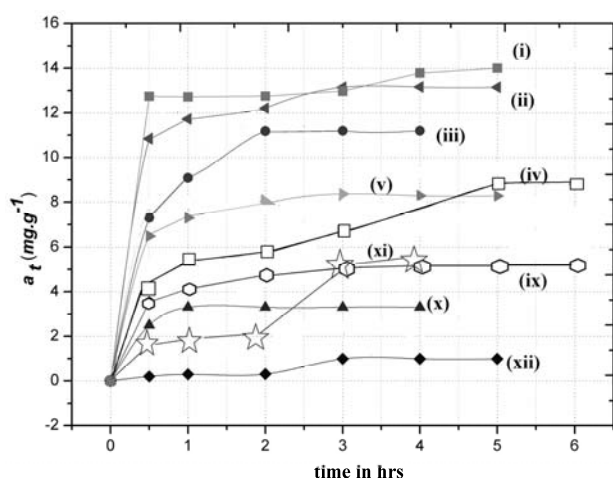 16
14
12
10
8
6
4
2
0
-2
a t (mg.g-1)
(i)
(ii)
(iii)
(iv)
(v)
(xi)
(ix)
(x)
(xii)
0 1 2 3 4 5 6
time in hrs